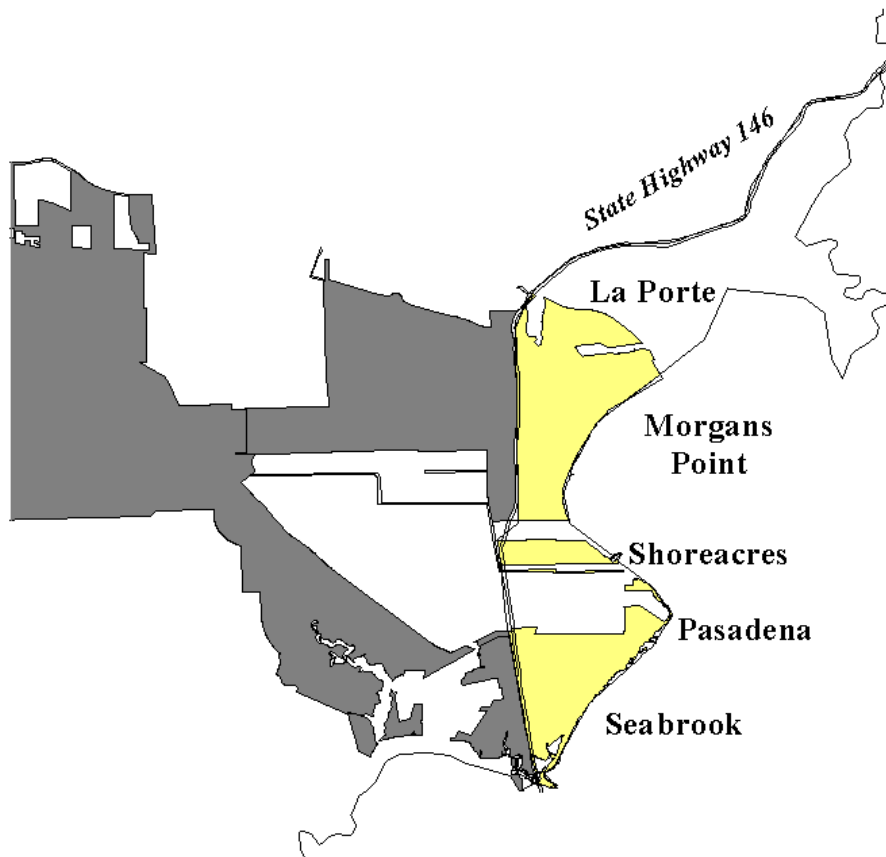 State Highway 146
La Porte
Morgans
Point
Shoreacres
Pasadena
Seabrook